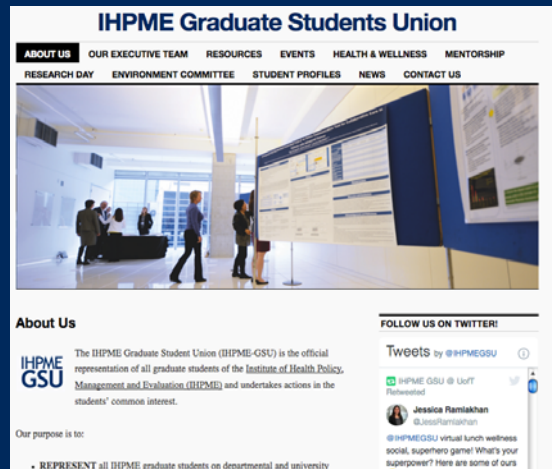 IHPME Graduate Students Union
ABOUT US OUR EXECUTIVE TEAM RESOURCES EVENTS HEALTH & WELLNESS MENTORSHIP
RESEARCH DAY ENVIRONMENT COMMITTEE STUDENT PROFILES NEWS CONTACT US
About Us
IHPME
GSU
The IHPME Graduate Student Union (IHPME-GSU) is the official
representation of all graduate students of the Institute of Health Policy,
Management and Evaluation (IHPME) and undertakes actions in the
students' common interest.
Our purpose is to:
• REPRESENT all IHPME graduate students on departmental and university
FOLLOW US ON TWITTER!
Tweets by @IHPMEGSU
IHPME GSU @ UofT
Retweeted
Jessica Ramlakhan
@JessRamlakhan
@IHPMEGSU virtual lunch wellness
social, superhero game! What's your
superpower? Here are some of ours